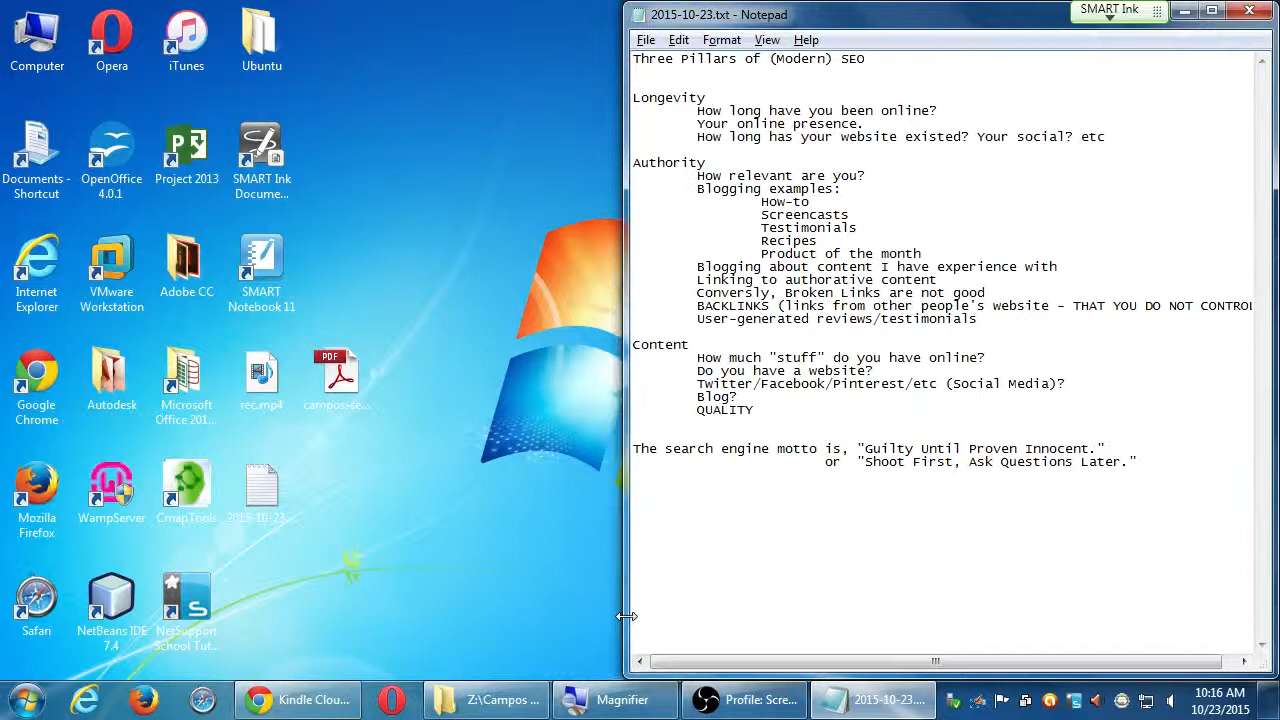 Computer
Opera
iTunes
Ubuntu
Documents -
Shortcut
OpenOffice
4.0.1
Project 2013
SMART Ink
Docume...
Internet
Explorer
VMware
Workstation
Adobe CC
SMART
Notebook 11
Google
Chrome
Autodesk
Microsoft
Office 201...
rec.mp4
PDF
campos-se...
Mozilla
Firefox
WampServer
CmapTools
2015-10-23...
Safari
NetBeans IDE
7.4
NetSupport
School Tut...
2015-10-23.txt - Notepad
SMART Ink
File Edit Format View Help
Three Pillars of (Modern) SEO
Longevity
How long have you been online?
Your online presence.
How long has your website existed? Your social? etc
Authority
How relevant are you?
Blogging examples:
How-to
Screencasts
Testimonials
Recipes
Product of the month
Blogging about content I have experience with
Linking to authorative content
Conversly, Broken Links are not good
BACKLINKS (links from other people's website - THAT YOU DO NOT CONTROL
User-generated reviews/testimonials
Content
How much "stuff" do you have online?
Do you have a website?
Twitter/Facebook/Pinterest/etc (Social Media)?
Blog?
QUALITY
The search engine motto is, "Guilty Until Proven Innocent."
or "Shoot First, Ask Questions Later."
Kindle Clou...
Z:\Campos ...
Magnifier
Profile: Scre...
2015-10-23....
10:16 AM
10/23/2015